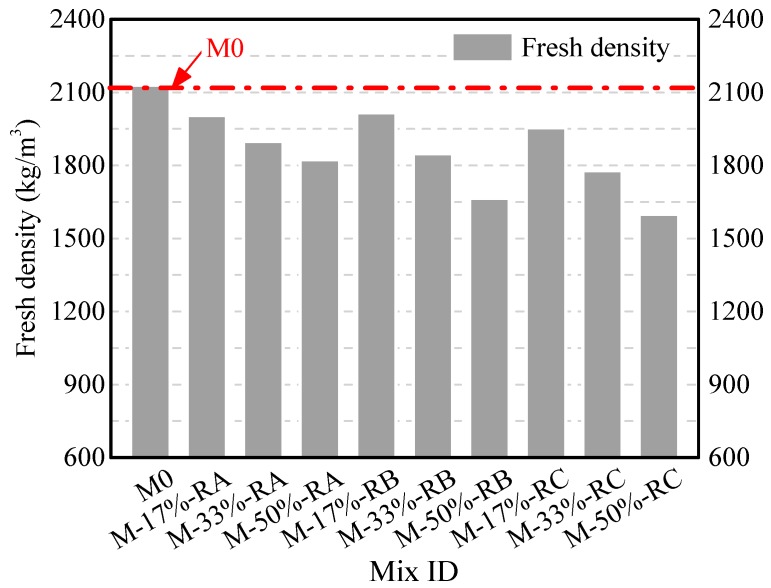 Fresh density (kg/m³)
2400
2100
1800
1500
1200
900
600
M0
Fresh density
2400
2100
1800
1500
1200
900
600
M0
M-17%-RA
M-33%-RA
M-50%-RA
M-17%-RB
M-33%-RB
M-50%-RB
M-17%-RC
M-33%-RC
M-50%-RC
Mix ID